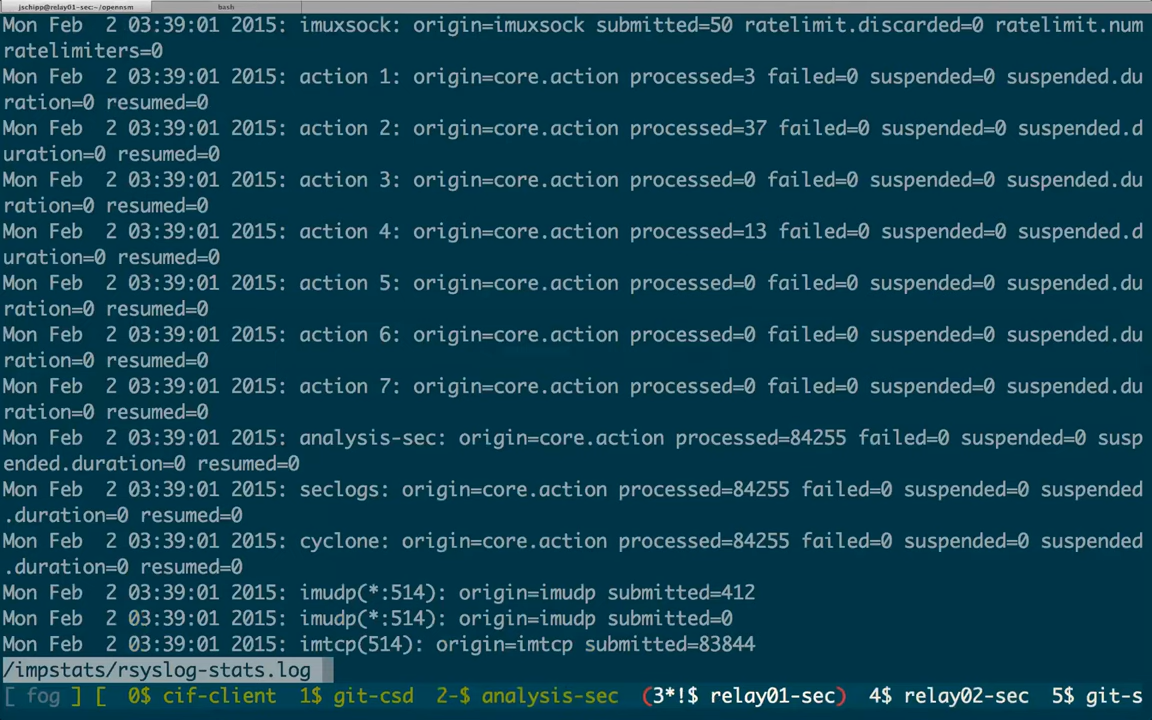 jschipp@relay01-sec:~/opennsm bash
Mon Feb  2 03:39:01 2015: imuxsock: origin=imuxsock submitted=50 ratelimit.discarded=0 ratelimit.num
ratelimiters=0
Mon Feb  2 03:39:01 2015: action 1: origin=core.action processed=3 failed=0 suspended=0 suspended.du
ration=0 resumed=0
Mon Feb  2 03:39:01 2015: action 2: origin=core.action processed=37 failed=0 suspended=0 suspended.d
uration=0 resumed=0
Mon Feb  2 03:39:01 2015: action 3: origin=core.action processed=0 failed=0 suspended=0 suspended.du
ration=0 resumed=0
Mon Feb  2 03:39:01 2015: action 4: origin=core.action processed=13 failed=0 suspended=0 suspended.d
uration=0 resumed=0
Mon Feb  2 03:39:01 2015: action 5: origin=core.action processed=0 failed=0 suspended=0 suspended.du
ration=0 resumed=0
Mon Feb  2 03:39:01 2015: action 6: origin=core.action processed=0 failed=0 suspended=0 suspended.du
ration=0 resumed=0
Mon Feb  2 03:39:01 2015: action 7: origin=core.action processed=0 failed=0 suspended=0 suspended.du
ration=0 resumed=0
Mon Feb  2 03:39:01 2015: analysis-sec: origin=core.action processed=84255 failed=0 suspended=0 susp
ended.duration=0 resumed=0
Mon Feb  2 03:39:01 2015: seclogs: origin=core.action processed=84255 failed=0 suspended=0 suspended
.duration=0 resumed=0
Mon Feb  2 03:39:01 2015: cyclone: origin=core.action processed=84255 failed=0 suspended=0 suspended
.duration=0 resumed=0
Mon Feb  2 03:39:01 2015: imudp(*:514): origin=imudp submitted=412
Mon Feb  2 03:39:01 2015: imudp(*:514): origin=imudp submitted=0
Mon Feb  2 03:39:01 2015: imtcp(514): origin=imtcp submitted=83844
/impstats/rsyslog-stats.log
[ fog ] [  0$ cif-client  1$ git-csd  2-$ analysis-sec  (3*!$ relay01-sec)  4$ relay02-sec  5$ git-s